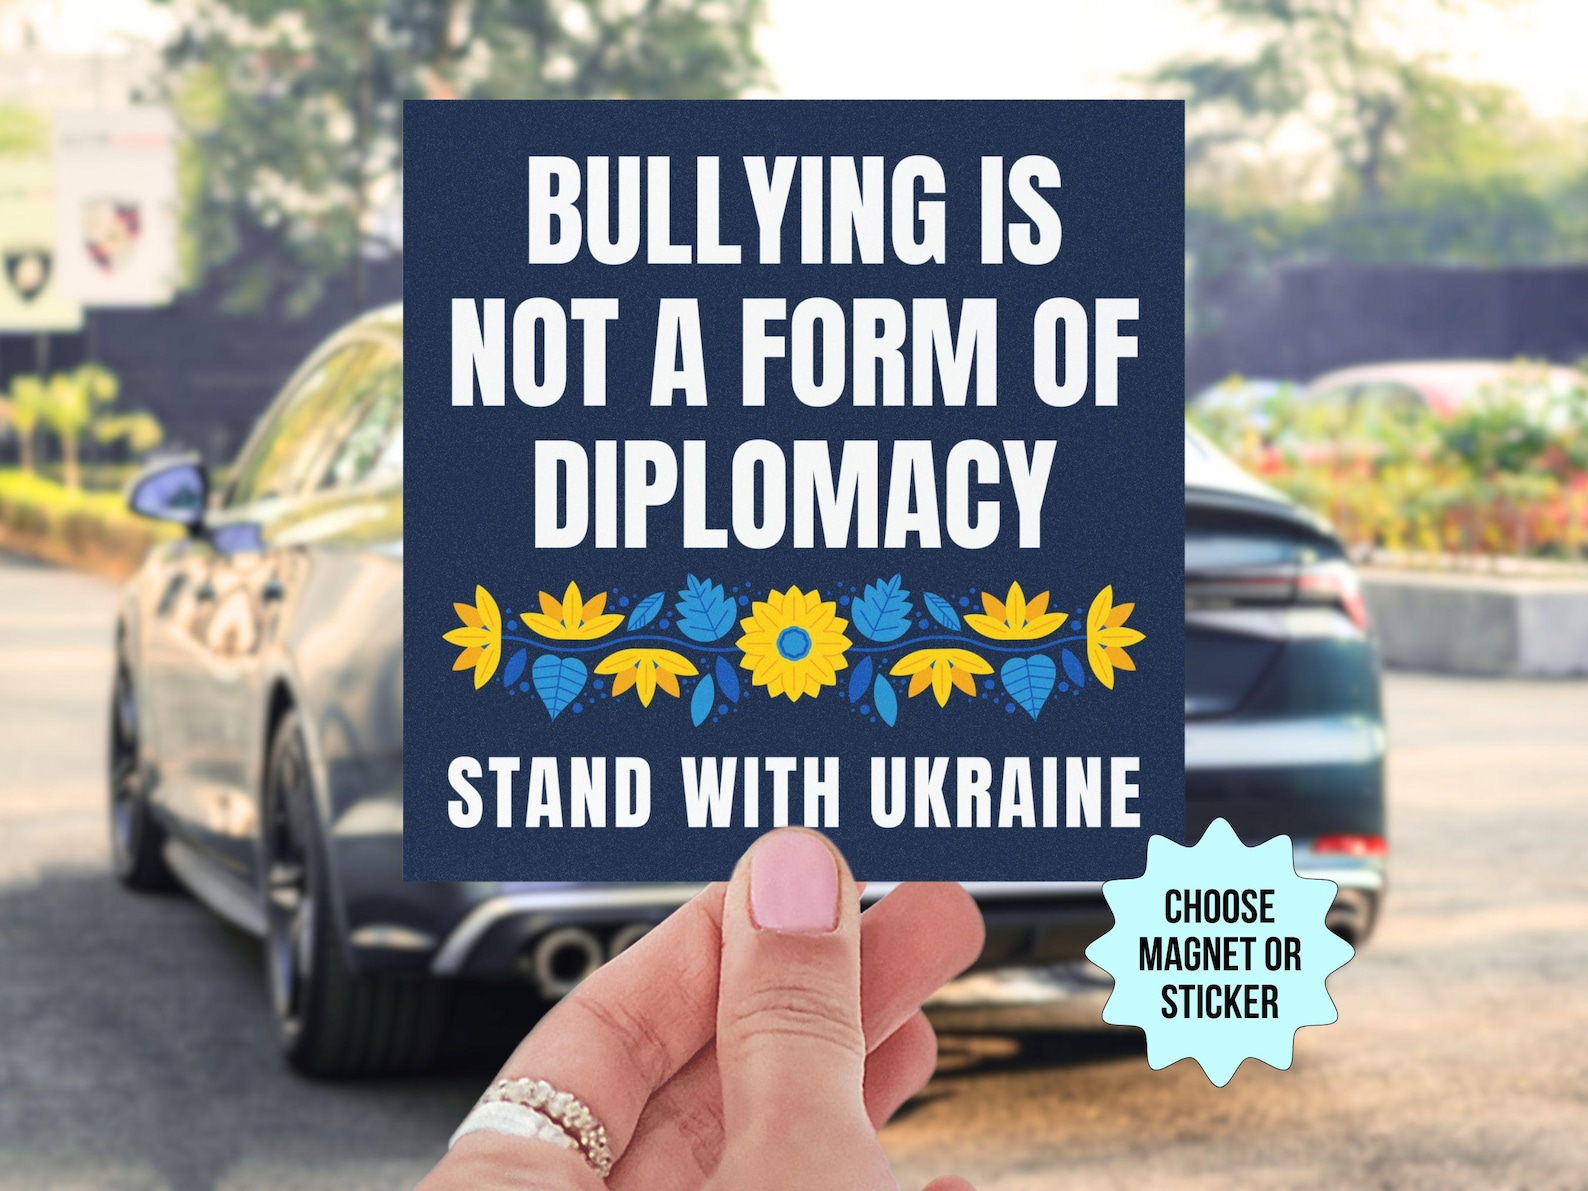 BULLYING IS
NOT A FORM OF
DIPLOMACY
STAND WITH UKRAINE
CHOOSE
MAGNET OR
STICKER